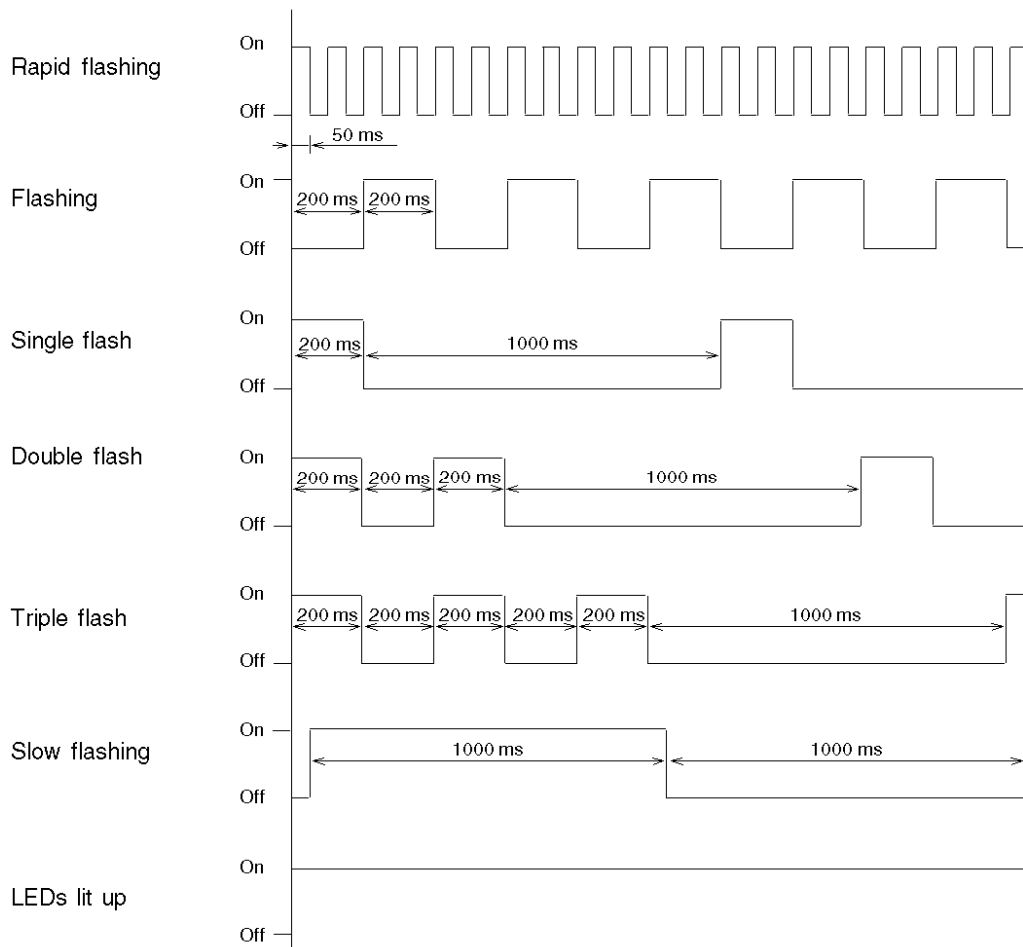 On
Rapid flashing
Off
50 ms
On
Flashing
200 ms 200 ms
Off
On
Single flash
200 ms 1000 ms
Off
On
Double flash
200 ms 200 ms 200 ms 1000 ms
Off
On
Triple flash
200 ms 200 ms 200 ms 200 ms 200 ms 1000 ms
Off
On
Slow flashing
1000 ms 1000 ms
Off
On
LEDs lit up
Off